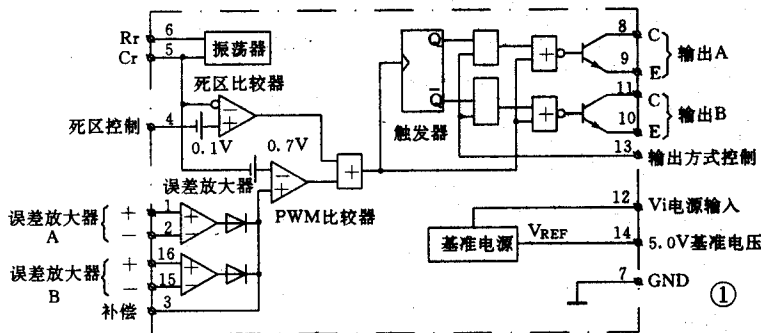 Rr 6
Cr 5
振荡器
死区比较器
死区控制 4
0.1V
0.7V
误差放大器
PWM比较器
误差放大器 A
+ 1
− 2
误差放大器 B
+ 16
− 15
补偿 3
Q
Q̅
触发器
8 C
9 E
输出A
11 C
10 E
输出B
13 输出方式控制
12 Vi电源输入
基准电源
VREF
14 5.0V基准电压
7 GND
①